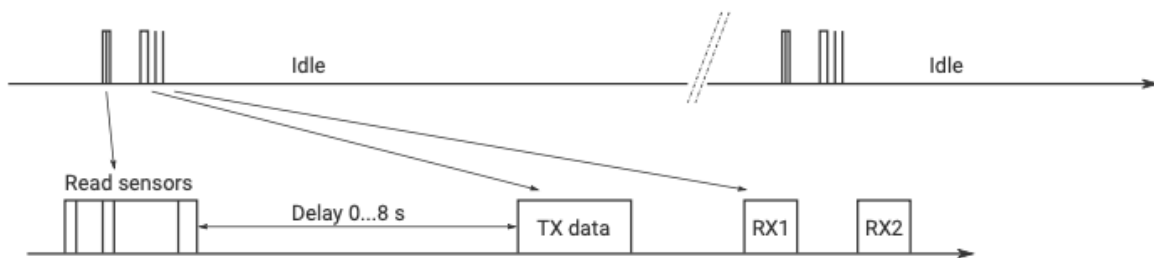 Idle
Idle
Read sensors
Delay 0...8 s
TX data
RX1
RX2